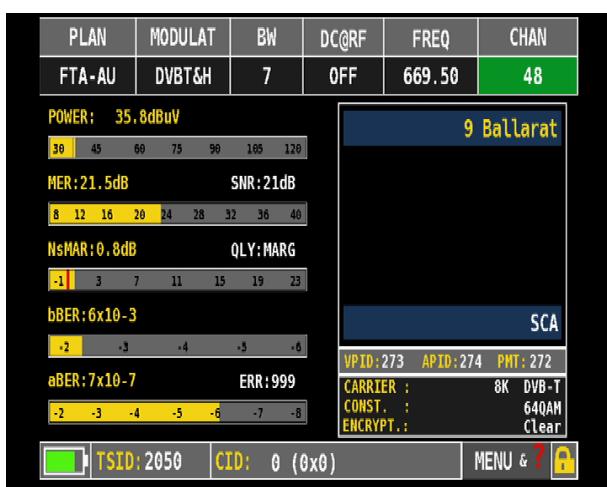 PLAN MODULAT BW DC@RF FREQ CHAN
FTA-AU DVBT&H 7 OFF 669.50 48
POWER: 35.8dBuV
30 45 60 75 90 105 120
MER:21.5dB SNR:21dB
8 12 16 20 24 28 32 36 40
NsMAR:0.8dB QLY:MARG
-1 3 7 11 15 19 23
bBER:6x10-3
-2 -3 -4 -5 -6
aBER:7x10-7 ERR:999
-2 -3 -4 -5 -6 -7 -8
9 Ballarat
SCA
VPID:273 APID:274 PMT:272
CARRIER : 8K DVB-T
CONST. : 64QAM
ENCRYPT.: Clear
TSID:2050 CID: 0 (0x0) MENU & ?